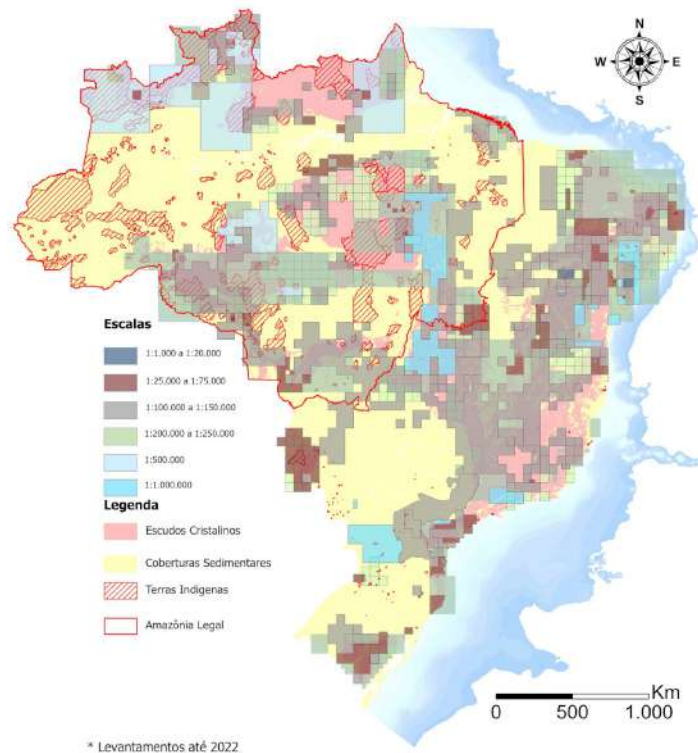 N
W E
S
Escalas
1:1.000 a 1:20.000
1:25.000 a 1:75.000
1:100.000 a 1:150.000
1:200.000 a 1:250.000
1:500.000
1:1.000.000
Legenda
Escudos Cristalinos
Coberturas Sedimentares
Terras Indigenas
Amazônia Legal
Km
0 500 1.000
* Levantamentos até 2022